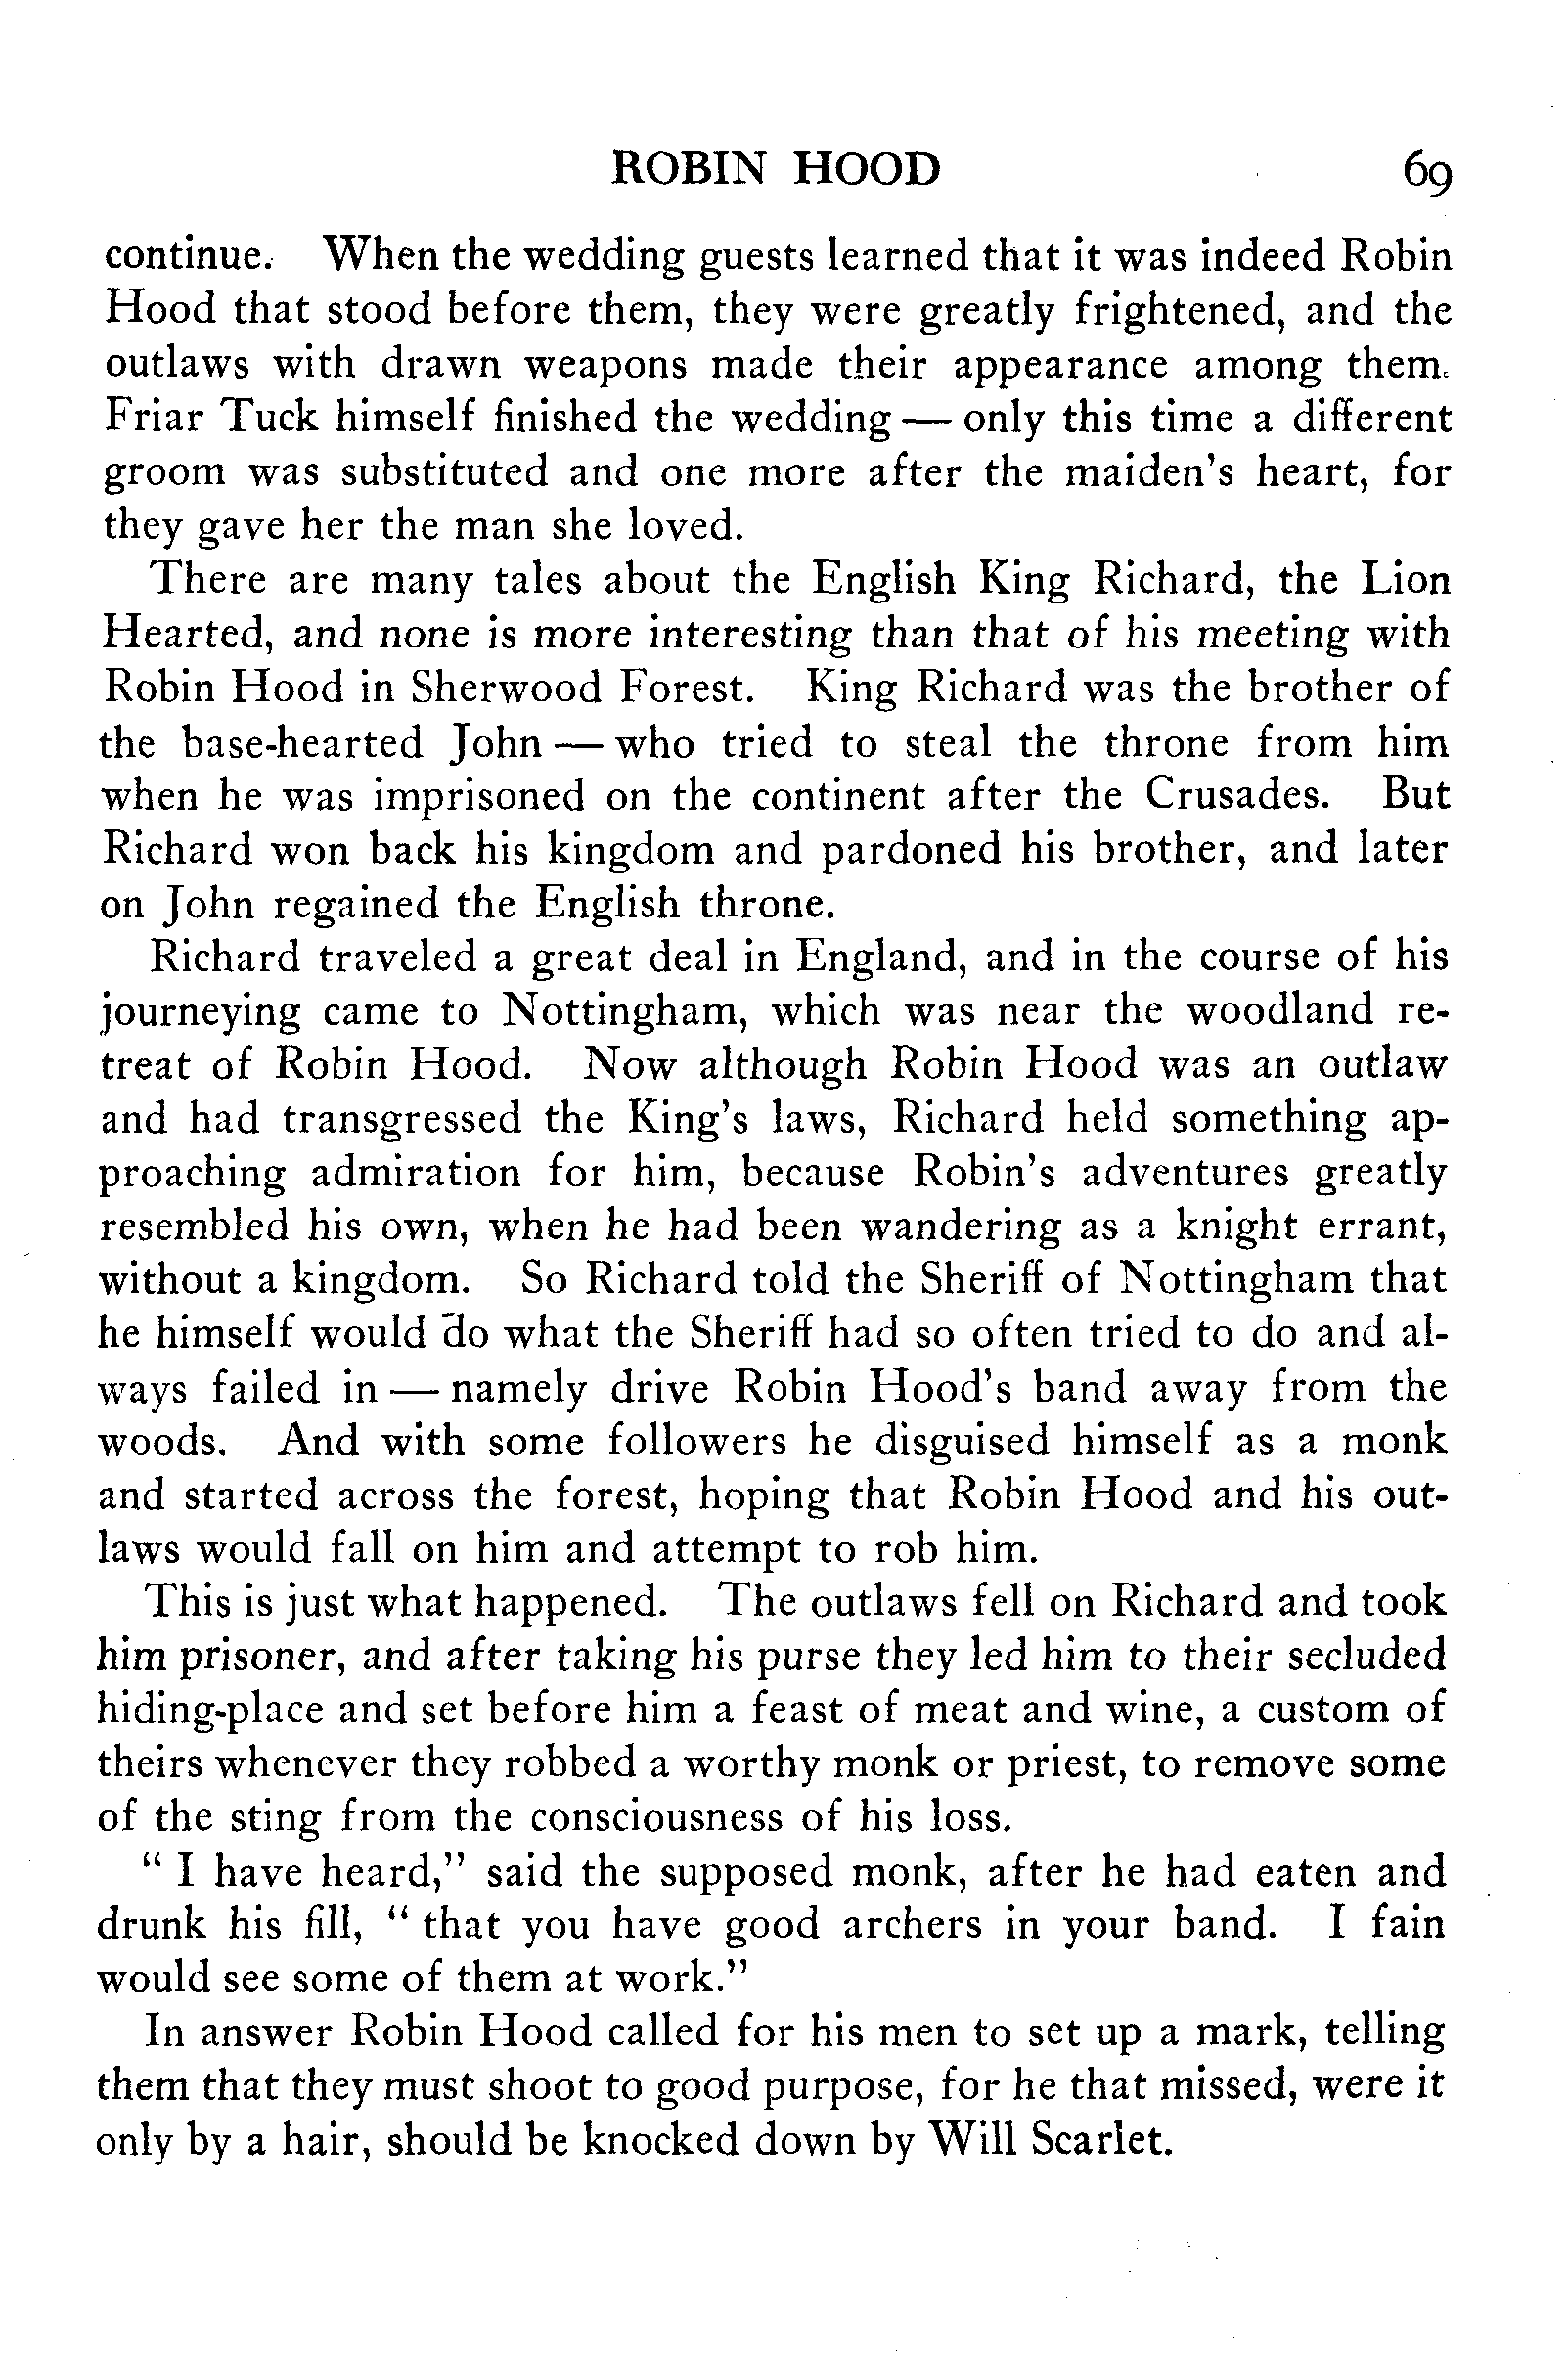 ROBIN HOOD 69
continue. When the wedding guests learned that it was indeed Robin
Hood that stood before them, they were greatly frightened, and the
outlaws with drawn weapons made their appearance among them.
Friar Tuck himself finished the wedding — only this time a different
groom was substituted and one more after the maiden's heart, for
they gave her the man she loved.
There are many tales about the English King Richard, the Lion
Hearted, and none is more interesting than that of his meeting with
Robin Hood in Sherwood Forest. King Richard was the brother of
the base-hearted John — who tried to steal the throne from him
when he was imprisoned on the continent after the Crusades. But
Richard won back his kingdom and pardoned his brother, and later
on John regained the English throne.
Richard traveled a great deal in England, and in the course of his
journeying came to Nottingham, which was near the woodland re-
treat of Robin Hood. Now although Robin Hood was an outlaw
and had transgressed the King's laws, Richard held something ap-
proaching admiration for him, because Robin's adventures greatly
resembled his own, when he had been wandering as a knight errant,
without a kingdom. So Richard told the Sheriff of Nottingham that
he himself would do what the Sheriff had so often tried to do and al-
ways failed in — namely drive Robin Hood's band away from the
woods. And with some followers he disguised himself as a monk
and started across the forest, hoping that Robin Hood and his out-
laws would fall on him and attempt to rob him.
This is just what happened. The outlaws fell on Richard and took
him prisoner, and after taking his purse they led him to their secluded
hiding-place and set before him a feast of meat and wine, a custom of
theirs whenever they robbed a worthy monk or priest, to remove some
of the sting from the consciousness of his loss.
" I have heard," said the supposed monk, after he had eaten and
drunk his fill, " that you have good archers in your band. I fain
would see some of them at work."
In answer Robin Hood called for his men to set up a mark, telling
them that they must shoot to good purpose, for he that missed, were it
only by a hair, should be knocked down by Will Scarlet.